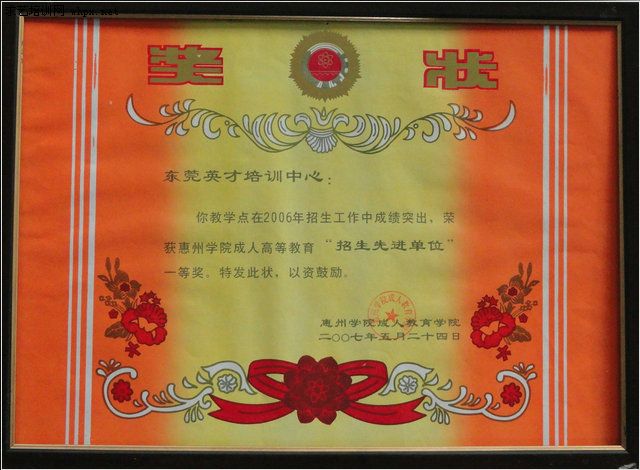 奖 状
东莞英才培训中心:
你教学点在2006年招生工作中成绩突出,荣
获惠州学院成人高等教育“招生先进单位”
一等奖。特发此状,以资鼓励。
惠州学院成人教育学院
二〇〇七年五月二十四日